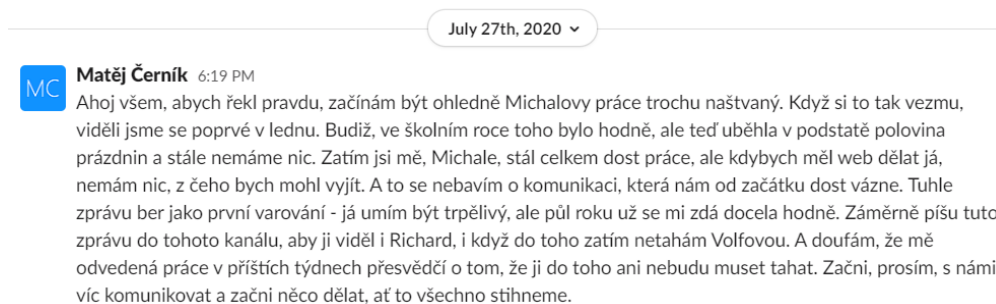 July 27th, 2020
MC
Matěj Černík 6:19 PM
Ahoj všem, abych řekl pravdu, začínám být ohledně Michalovy práce trochu naštvaný. Když si to tak vezmu,
viděli jsme se poprvé v lednu. Budiž, ve školním roce toho bylo hodně, ale teď uběhla v podstatě polovina
prázdnin a stále nemáme nic. Zatím jsi mě, Michale, stál celkem dost práce, ale kdybych měl web dělat já,
nemám nic, z čeho bych mohl vyjít. A to se nebavím o komunikaci, která nám od začátku dost vázne. Tuhle
zprávu ber jako první varování - já umím být trpělivý, ale půl roku už se mi zdá docela hodně. Záměrně píšu tuto
zprávu do tohoto kanálu, aby ji viděl i Richard, i když do toho zatím netahám Volfovou. A doufám, že mě
odvedená práce v příštích týdnech přesvědčí o tom, že ji do toho ani nebudu muset tahat. Začni, prosím, s námi
víc komunikovat a začni něco dělat, ať to všechno stihneme.